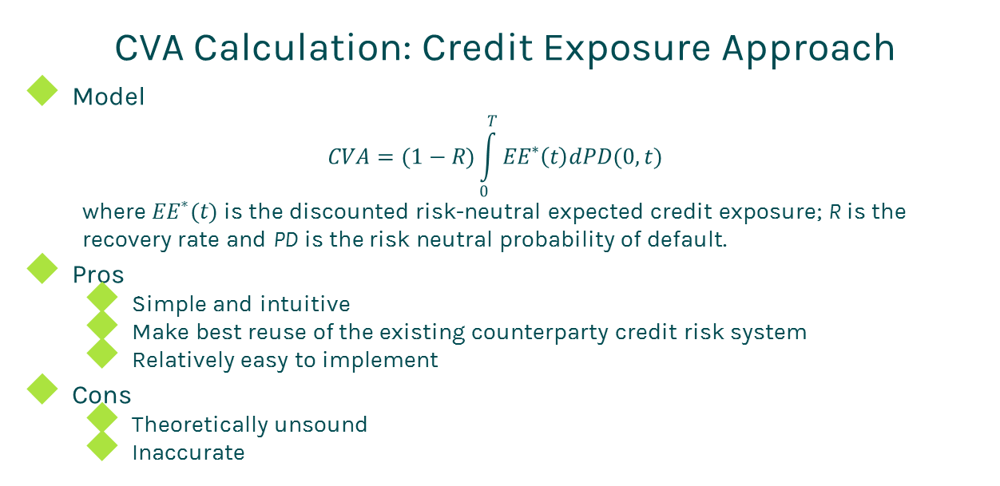 CVA Calculation: Credit Exposure Approach
Model
CVA = (1 − R) ∫₀ᵀ EE*(t)dPD(0, t)
where EE*(t) is the discounted risk-neutral expected credit exposure; R is the
recovery rate and PD is the risk neutral probability of default.
Pros
Simple and intuitive
Make best reuse of the existing counterparty credit risk system
Relatively easy to implement
Cons
Theoretically unsound
Inaccurate